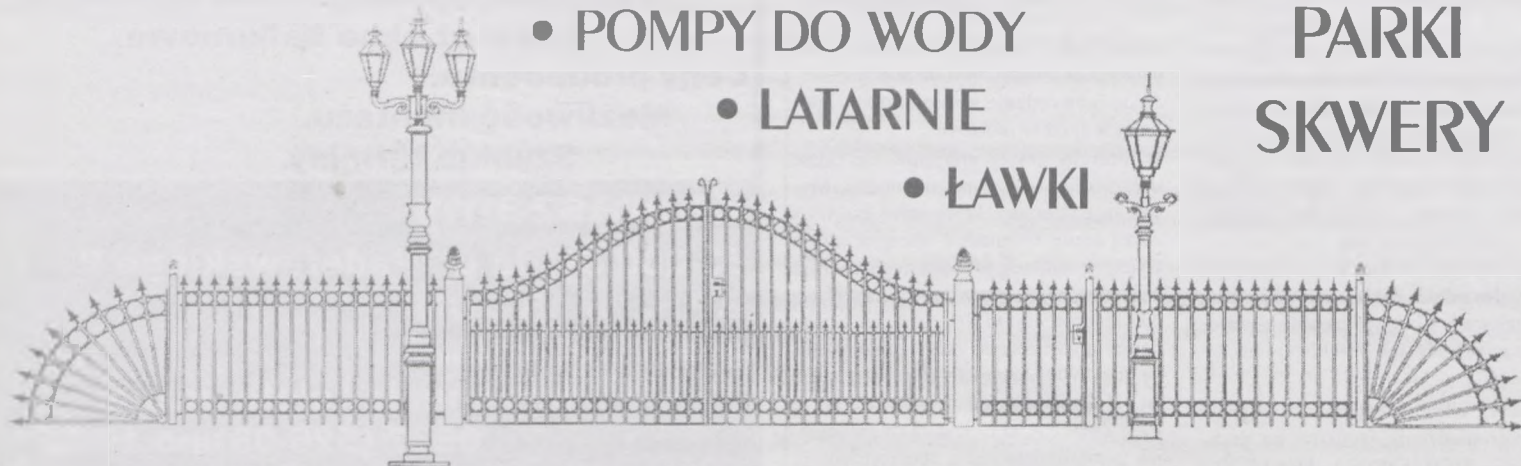 • POMPY DO WODY
• LATARNIE
• ŁAWKI
PARKI
SKWERY